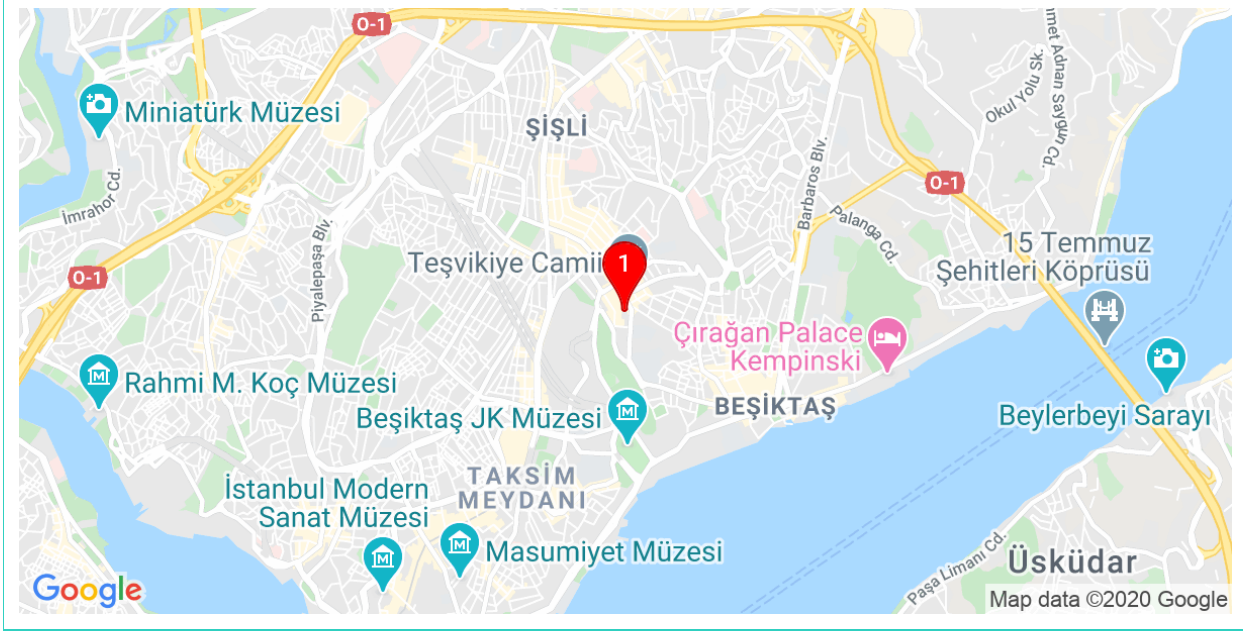 O-1
Miniatürk Müzesi
ŞİŞLİ
Okul Yolu Sk.
met Adnan Saygun Cd.
İmrahor Cd.
Barbaros Blv.
O-1
Palanga Cd.
Piyalepaşa Blv.
Teşvikiye Camii
1
15 Temmuz
Şehitleri Köprüsü
O-1
Çırağan Palace
Kempinski
Rahmi M. Koç Müzesi
BEŞİKTAŞ
Beşiktaş JK Müzesi
Beylerbeyi Sarayı
TAKSİM
MEYDANI
İstanbul Modern
Sanat Müzesi
Masumiyet Müzesi
Paşa Limanı Cd.
Üsküdar
Google
Map data ©2020 Google